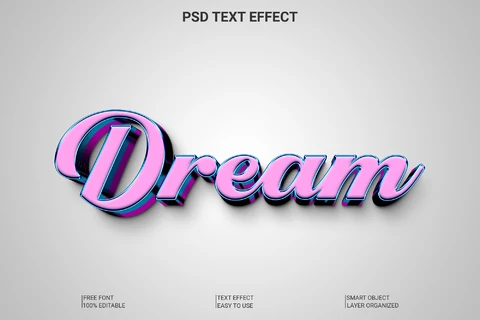 PSD TEXT EFFECT
Dream
FREE FONT
100% EDITABLE
TEXT EFFECT
EASY TO USE
SMART OBJECT
LAYER ORGANIZED